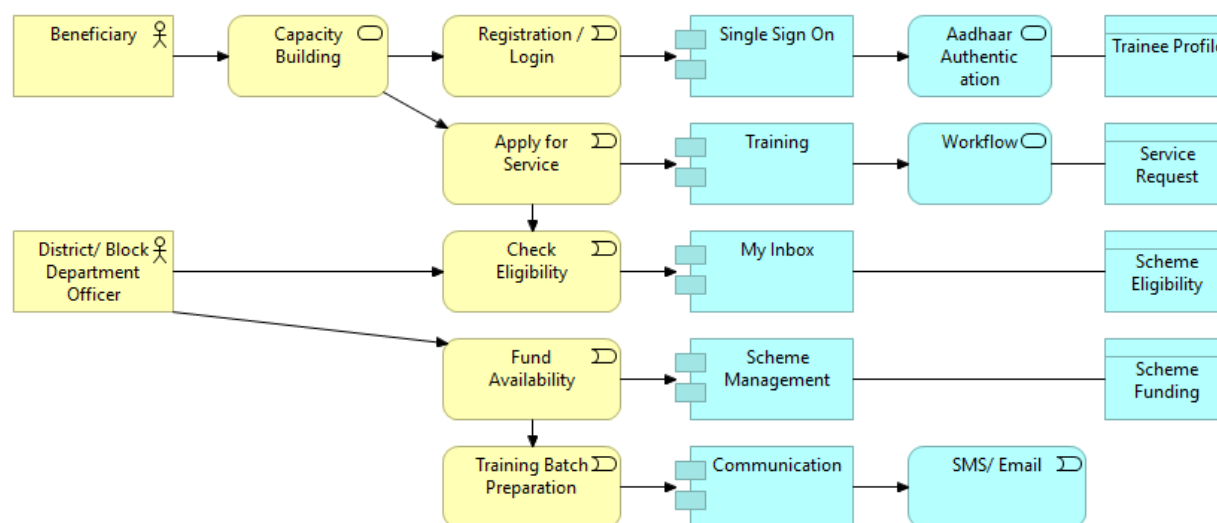 Beneficiary
Capacity
Building
Registration /
Login
Single Sign On
Aadhaar
Authentic
ation
Trainee Profile
Apply for
Service
Training
Workflow
Service
Request
District/ Block
Department
Officer
Check
Eligibility
My Inbox
Scheme
Eligibility
Fund
Availability
Scheme
Management
Scheme
Funding
Training Batch
Preparation
Communication
SMS/ Email